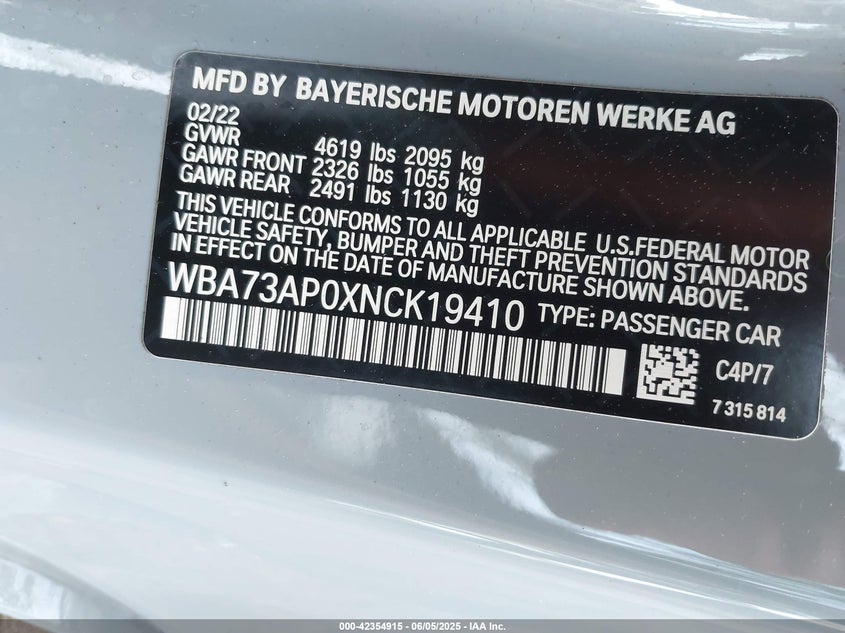 MFD BY BAYERISCHE MOTOREN WERKE AG
02/22
GVWR 4619 lbs 2095 kg
GAWR FRONT 2326 lbs 1055 kg
GAWR REAR 2491 lbs 1130 kg
THIS VEHICLE CONFORMS TO ALL APPLICABLE U.S.FEDERAL MOTOR
VEHICLE SAFETY, BUMPER AND THEFT PREVENTION STANDARDS
IN EFFECT ON THE DATE OF MANUFACTURE SHOWN ABOVE.
WBA73AP0XNCK19410 TYPE: PASSENGER CAR
C4P/7
7 315 814
000-42354915 - 06/05/2025 - IAA Inc.